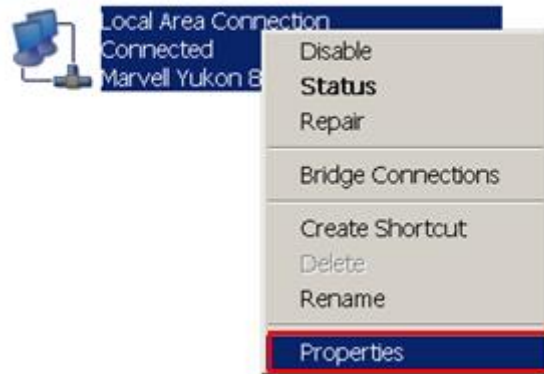 Local Area Connection
Connected
Marvell Yukon 8
Disable
Status
Repair
Bridge Connections
Create Shortcut
Delete
Rename
Properties